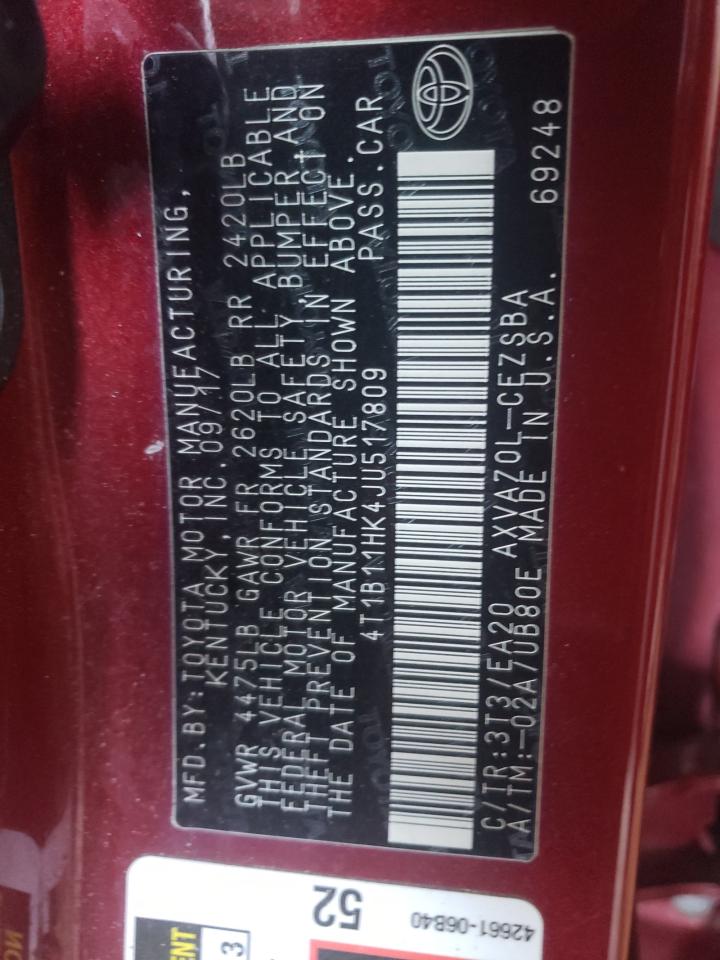 MFD.BY:TOYOTA MOTOR MANUFACTURING,
KENTUCKY, INC. 09/17
GVWR 4475LB GAWR FR 2620LB RR 2420LB
THIS VEHICLE CONFORMS TO ALL APPLICABLE
FEDERAL MOTOR VEHICLE SAFETY, BUMPER, AND
THEFT PREVENTION STANDARDS IN EFFECT ON
THE DATE OF MANUFACTURE SHOWN ABOVE.
4T1B11HK4JU517809 PASS.CAR
C/TR:3T3/EA20 AXVA70L-CEZSBA
A/TM:-02A/UB80E MADE IN U.S.A. 69248
52
42661-06B40
3